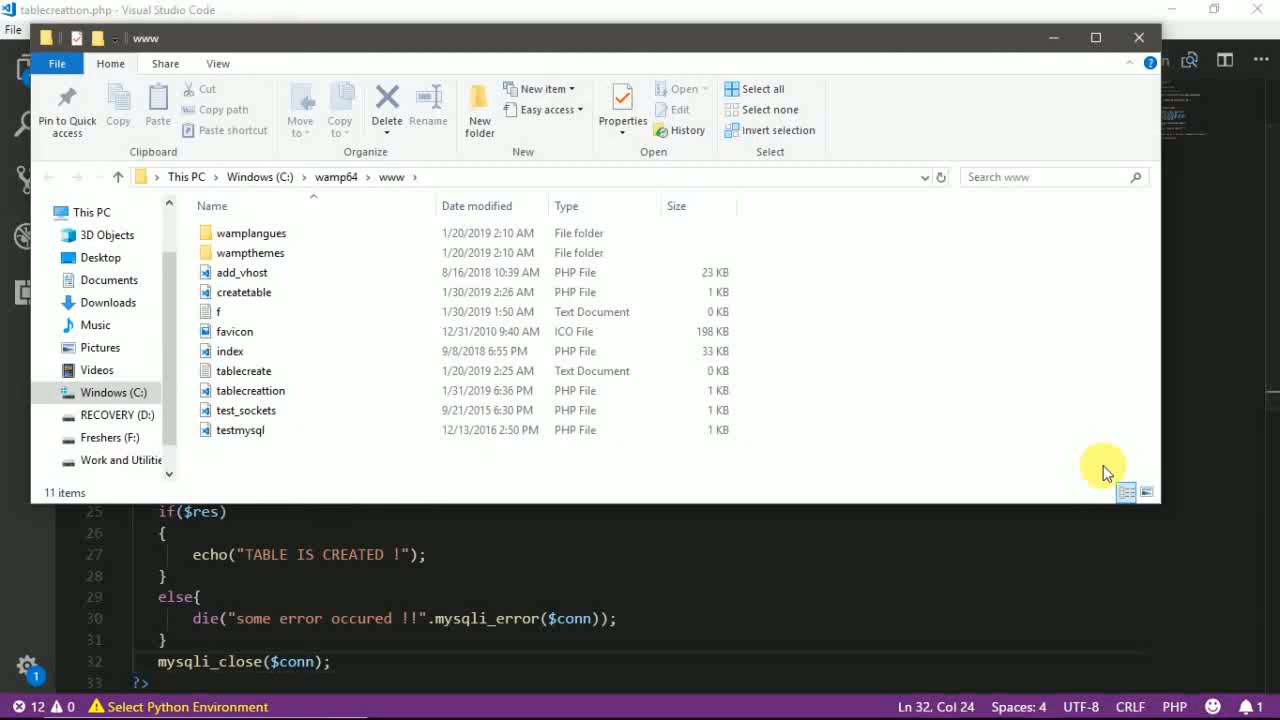 tablecreattion.php - Visual Studio Code
File
www
File Home Share View
Pin to Quick access
Copy
Paste
Cut
Copy path
Paste shortcut
Clipboard
to
Copy to
Delete
Rename
folder
Organize
New item
Easy access
New
Properties
Open
Edit
History
Open
Select all
Select none
Invert selection
Select
This PC > Windows (C:) > wamp64 > www >
Search www
Name Date modified Type Size
This PC
3D Objects
Desktop
Documents
Downloads
Music
Pictures
Videos
Windows (C:)
RECOVERY (D:)
Freshers (F:)
Work and Utilitie
wamplangues 1/20/2019 2:10 AM File folder
wampthemes 1/20/2019 2:10 AM File folder
add_vhost 8/16/2018 10:39 AM PHP File 23 KB
createtable 1/30/2019 2:26 AM PHP File 1 KB
f 1/30/2019 1:50 AM Text Document 0 KB
favicon 12/31/2010 9:40 AM ICO File 198 KB
index 9/8/2018 6:55 PM PHP File 33 KB
tablecreate 1/20/2019 2:25 AM Text Document 0 KB
tablecreattion 1/31/2019 6:36 PM PHP File 1 KB
test_sockets 9/21/2015 6:30 PM PHP File 1 KB
testmysql 12/13/2016 2:50 PM PHP File 1 KB
11 items
25 if($res)
26 {
27 echo("TABLE IS CREATED !");
28 }
29 else{
30 die("some error occured !!".mysqli_error($conn));
31 }
32 mysqli_close($conn);
33 ?>
12 0 Select Python Environment Ln 32, Col 24 Spaces: 4 UTF-8 CRLF PHP 1
1